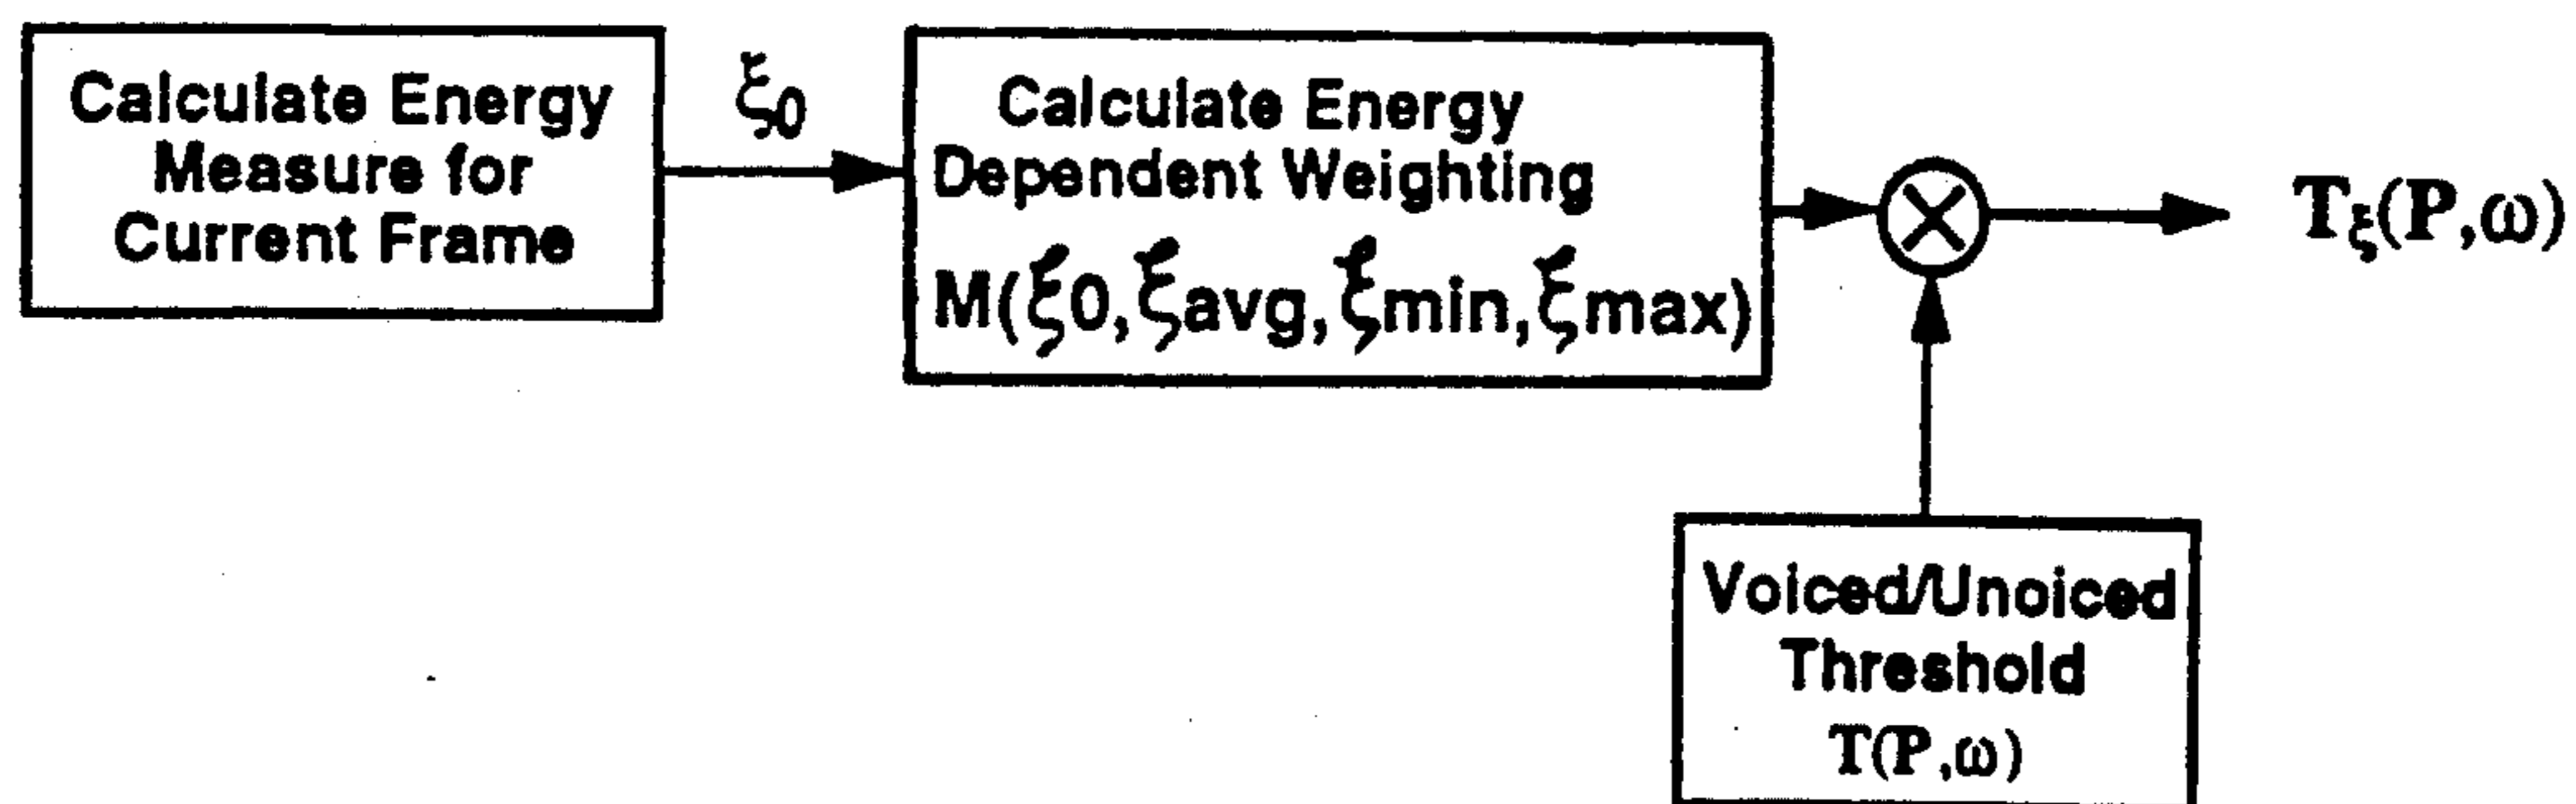 Calculate Energy
Measure for
Current Frame
ξ0
Calculate Energy
Dependent Weighting
M(ξ0,ξavg,ξmin,ξmax)
Tξ(P,ω)
Voiced/Unoiced
Threshold
T(P,ω)